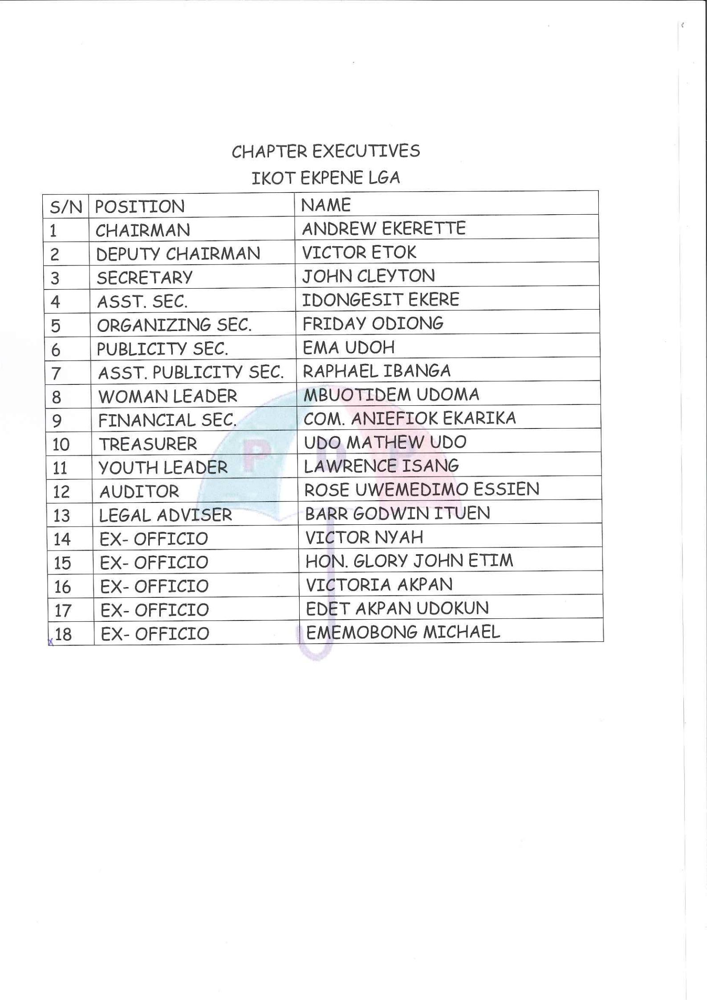 CHAPTER EXECUTIVES
IKOT EKPENE LGA
S/N POSITION NAME
1 CHAIRMAN ANDREW EKERETTE
2 DEPUTY CHAIRMAN VICTOR ETOK
3 SECRETARY JOHN CLEYTON
4 ASST. SEC. IDONGESIT EKERE
5 ORGANIZING SEC. FRIDAY ODIONG
6 PUBLICITY SEC. EMA UDOH
7 ASST. PUBLICITY SEC. RAPHAEL IBANGA
8 WOMAN LEADER MBUOTIDEM UDOMA
9 FINANCIAL SEC. COM. ANIEFIOK EKARIKA
10 TREASURER UDO MATHEW UDO
11 YOUTH LEADER LAWRENCE ISANG
12 AUDITOR ROSE UWEMEDIMO ESSIEN
13 LEGAL ADVISER BARR GODWIN ITUEN
14 EX- OFFICIO VICTOR NYAH
15 EX- OFFICIO HON. GLORY JOHN ETIM
16 EX- OFFICIO VICTORIA AKPAN
17 EX- OFFICIO EDET AKPAN UDOKUN
18 EX- OFFICIO EMEMOBONG MICHAEL
P D P